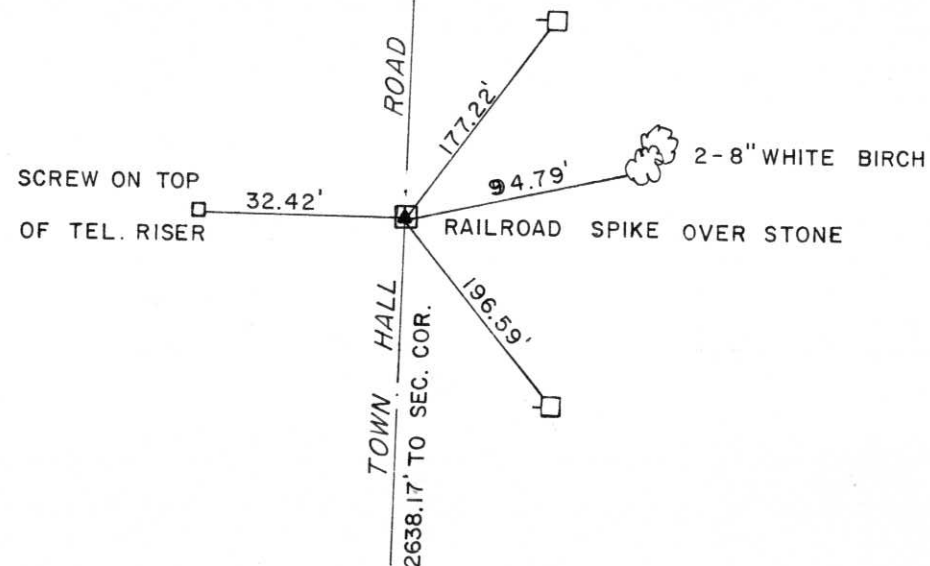 ROAD
177.22'
2-8" WHITE BIRCH
94.79'
SCREW ON TOP
OF TEL. RISER
32.42'
RAILROAD SPIKE OVER STONE
196.59'
TOWN HALL
2638.17' TO SEC. COR.